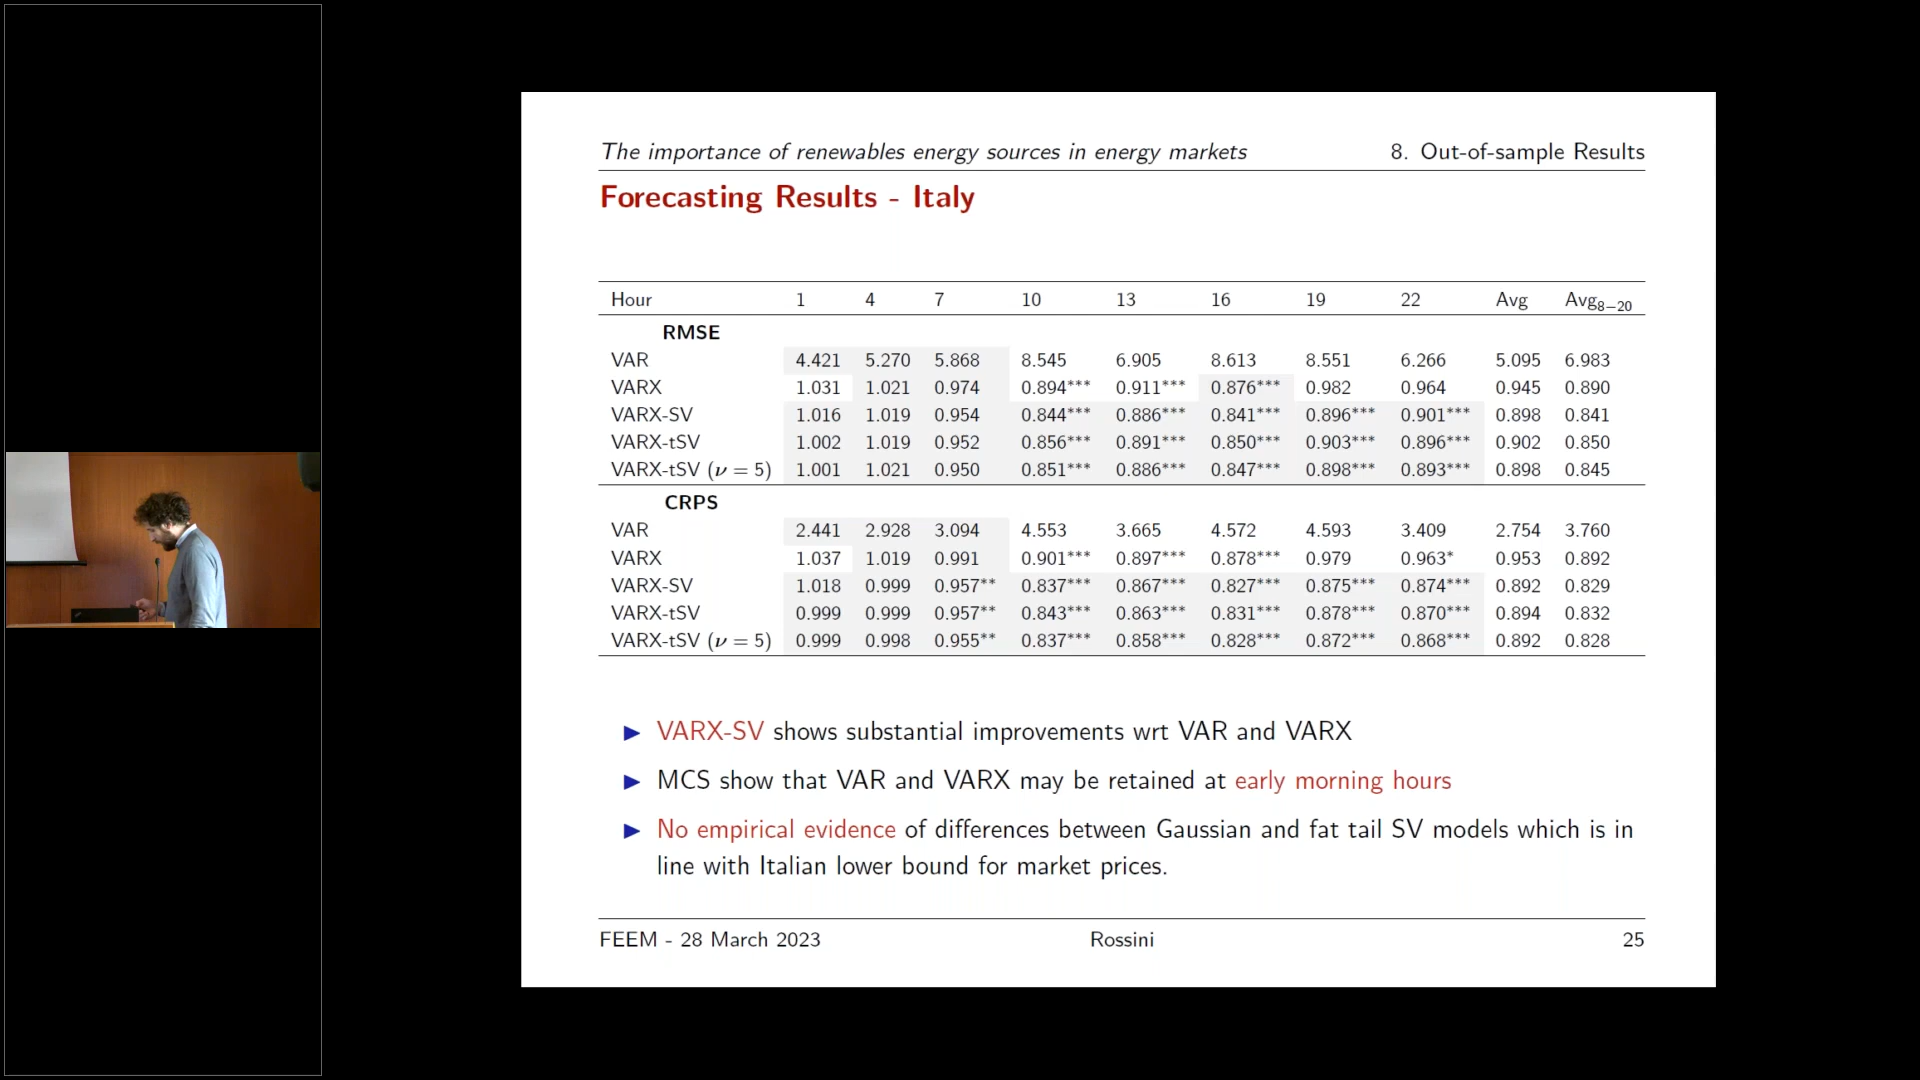 The importance of renewables energy sources in energy markets 8. Out-of-sample Results
Forecasting Results - Italy
Hour 1 4 7 10 13 16 19 22 Avg Avg8−20
RMSE
VAR 4.421 5.270 5.868 8.545 6.905 8.613 8.551 6.266 5.095 6.983
VARX 1.031 1.021 0.974 0.894*** 0.911*** 0.876*** 0.982 0.964 0.945 0.890
VARX-SV 1.016 1.019 0.954 0.844*** 0.886*** 0.841*** 0.896*** 0.901*** 0.898 0.841
VARX-tSV 1.002 1.019 0.952 0.856*** 0.891*** 0.850*** 0.903*** 0.896*** 0.902 0.850
VARX-tSV (ν = 5) 1.001 1.021 0.950 0.851*** 0.886*** 0.847*** 0.898*** 0.893*** 0.898 0.845
CRPS
VAR 2.441 2.928 3.094 4.553 3.665 4.572 4.593 3.409 2.754 3.760
VARX 1.037 1.019 0.991 0.901*** 0.897*** 0.878*** 0.979 0.963* 0.953 0.892
VARX-SV 1.018 0.999 0.957** 0.837*** 0.867*** 0.827*** 0.875*** 0.874*** 0.892 0.829
VARX-tSV 0.999 0.999 0.957** 0.843*** 0.863*** 0.831*** 0.878*** 0.870*** 0.894 0.832
VARX-tSV (ν = 5) 0.999 0.998 0.955** 0.837*** 0.858*** 0.828*** 0.872*** 0.868*** 0.892 0.828
► VARX-SV shows substantial improvements wrt VAR and VARX
► MCS show that VAR and VARX may be retained at early morning hours
► No empirical evidence of differences between Gaussian and fat tail SV models which is in
line with Italian lower bound for market prices.
FEEM - 28 March 2023 Rossini 25